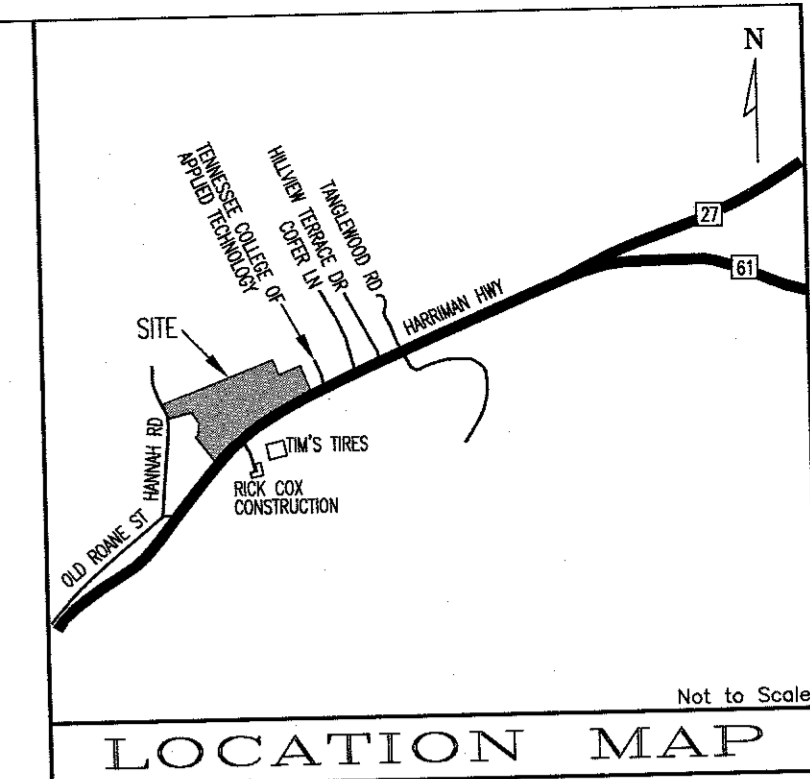 N
27
61
TENNESSEE COLLEGE OF
APPLIED TECHNOLOGY
HILLVIEW TERRACE DR
COFER LN
TANGLEWOOD RD
HARRIMAN HWY
SITE
HANNAH RD
TIM'S TIRES
RICK COX
CONSTRUCTION
OLD ROANE ST
Not to Scale
LOCATION MAP